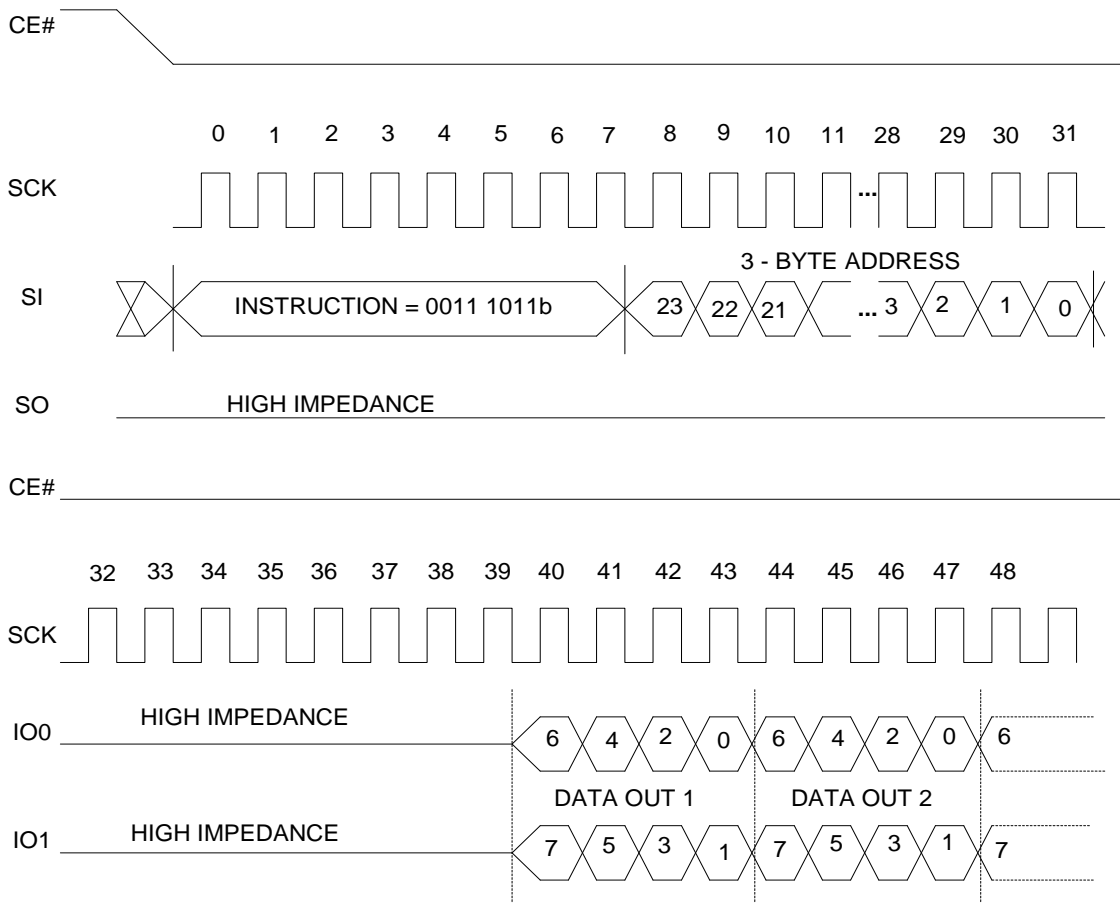 CE#
0 1 2 3 4 5 6 7 8 9 10 11 28 29 30 31
SCK ...
3 - BYTE ADDRESS
SI INSTRUCTION = 0011 1011b 23 22 21 ... 3 2 1 0
SO HIGH IMPEDANCE
CE#
32 33 34 35 36 37 38 39 40 41 42 43 44 45 46 47 48
SCK
HIGH IMPEDANCE
IO0 6 4 2 0 6 4 2 0 6
DATA OUT 1 DATA OUT 2
IO1 HIGH IMPEDANCE 7 5 3 1 7 5 3 1 7